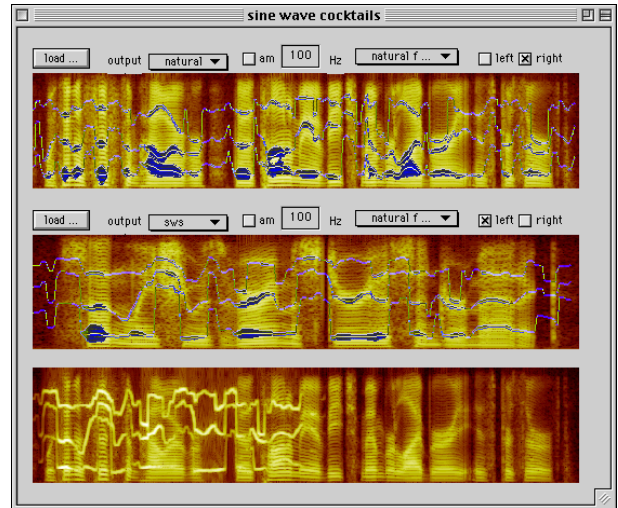 sine wave cocktails
load ... output natural am 100 Hz natural f ... left right
load ... output sws am 100 Hz natural f ... left right